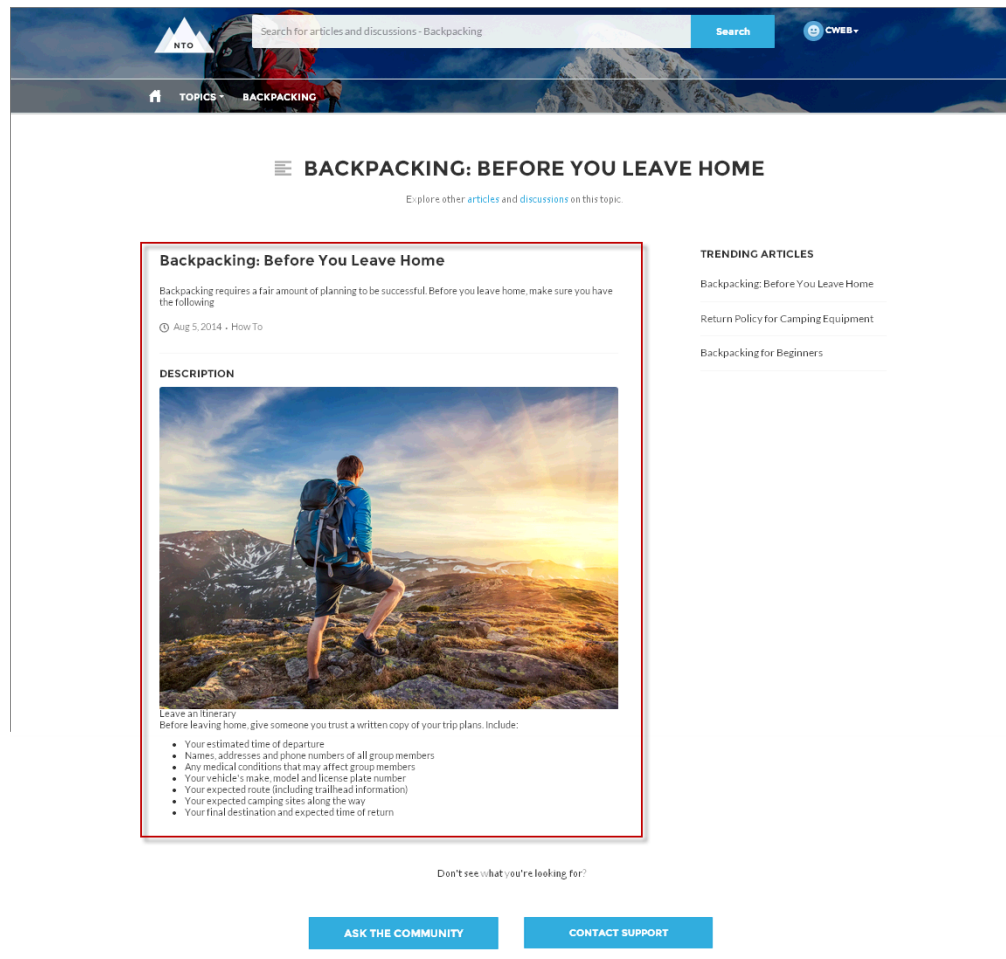 NTO
Search for articles and discussions - Backpacking
Search
CWEB
TOPICS
BACKPACKING
BACKPACKING: BEFORE YOU LEAVE HOME
Explore other articles and discussions on this topic.
Backpacking: Before You Leave Home
Backpacking requires a fair amount of planning to be successful. Before you leave home, make sure you have
the following
Aug 5, 2014 • How To
DESCRIPTION
Leave an Itinerary
Before leaving home, give someone you trust a written copy of your trip plans. Include:
• Your estimated time of departure
• Names, addresses and phone numbers of all group members
• Any medical conditions that may affect group members
• Your vehicle's make, model and license plate number
• Your expected route (including trailhead information)
• Your expected camping sites along the way
• Your final destination and expected time of return
TRENDING ARTICLES
Backpacking: Before You Leave Home
Return Policy for Camping Equipment
Backpacking for Beginners
Don't see what you're looking for?
ASK THE COMMUNITY
CONTACT SUPPORT